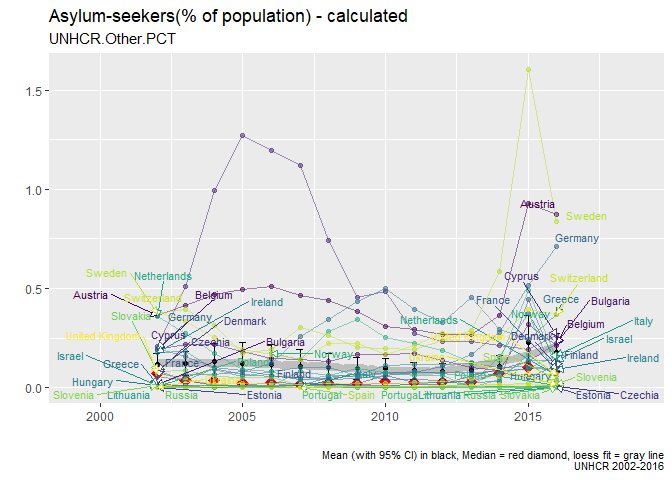 Asylum-seekers(% of population) - calculated
UNHCR.Other.PCT
1.5
1.0
0.5
0.0
Austria
Sweden
Germany
Sweden
Netherlands
Cyprus
Switzerland
Austria
Switzerland
Belgium
Ireland
France
Greece
Bulgaria
Slovakia
Germany
Denmark
Netherlands
Norway
Belgium
Italy
United Kingdom
Cyprus
Czechia
Bulgaria
Denmark
Israel
Israel
Greece
France
Finland
Norway
Italy
Finland
Ireland
Hungary
Poland
Hungary
Slovenia
Slovenia
Lithuania
Russia
Estonia
Portugal
Spain
Portugal
Lithuania
Russia
Slovakia
Estonia
Czechia
2000
2005
2010
2015
Mean (with 95% CI) in black, Median = red diamond, loess fit = gray line
UNHCR 2002-2016